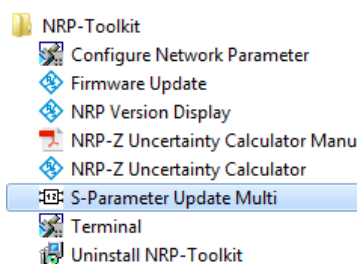 NRP-Toolkit
Configure Network Parameter
Firmware Update
NRP Version Display
NRP-Z Uncertainty Calculator Manu
NRP-Z Uncertainty Calculator
S-Parameter Update Multi
Terminal
Uninstall NRP-Toolkit